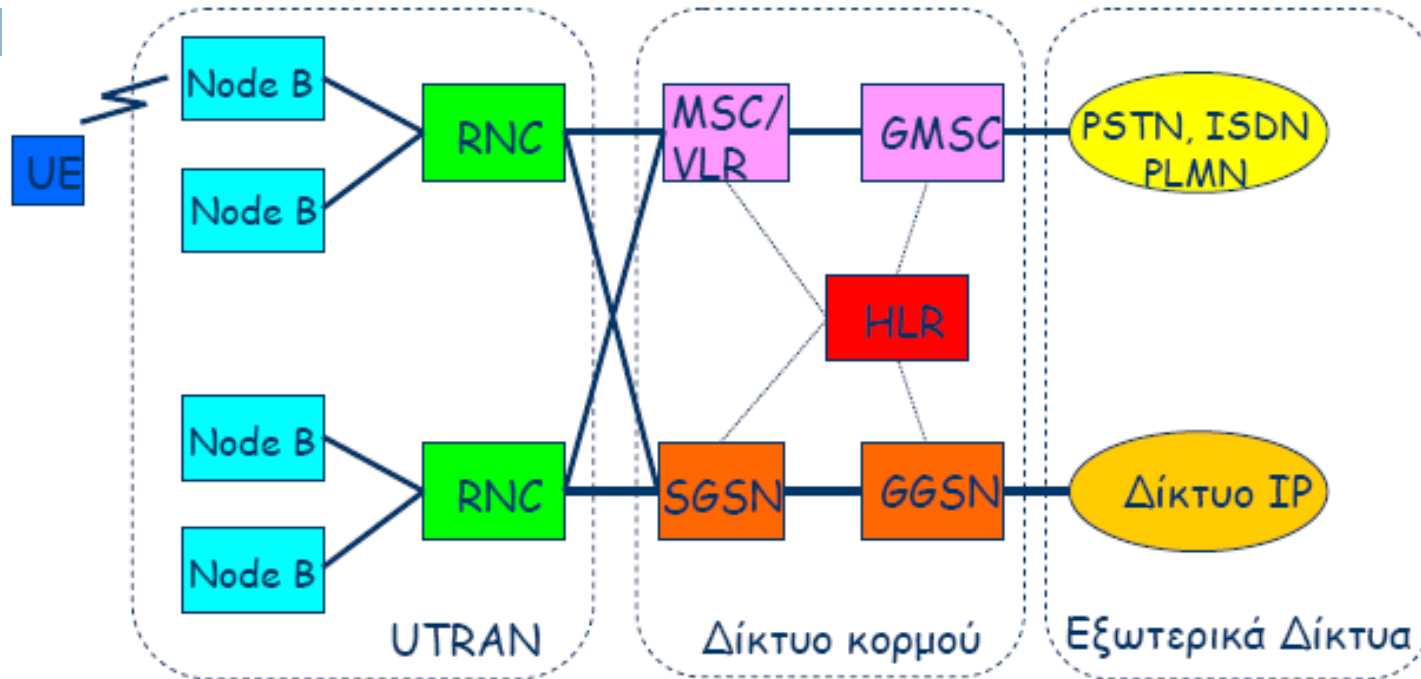 Node B
RNC
MSC/
VLR
GMSC
PSTN, ISDN
PLMN
UE
Node B
HLR
Node B
RNC
SGSN
GGSN
Δίκτυο IP
Node B
UTRAN
Δίκτυο κορμού
Εξωτερικά Δίκτυα